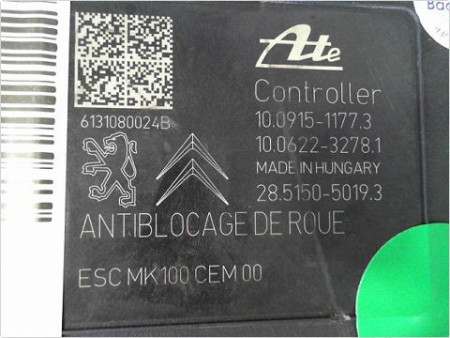 Ate
6131080024B
Controller
10.0915-1177.3
10.0622-3278.1
MADE IN HUNGARY
28.5150-5019.3
ANTIBLOCAGE DE ROUE
ESC MK100 CEM 00